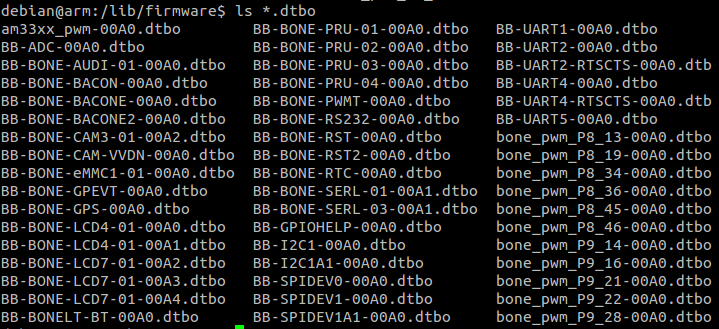 debian@arm:/lib/firmware$ ls *.dtbo
am33xx_pwm-00A0.dtbo BB-BONE-PRU-01-00A0.dtbo BB-UART1-00A0.dtbo
BB-ADC-00A0.dtbo BB-BONE-PRU-02-00A0.dtbo BB-UART2-00A0.dtbo
BB-BONE-AUDI-01-00A0.dtbo BB-BONE-PRU-03-00A0.dtbo BB-UART2-RTSCTS-00A0.dtb
BB-BONE-BACON-00A0.dtbo BB-BONE-PRU-04-00A0.dtbo BB-UART4-00A0.dtbo
BB-BONE-BACONE-00A0.dtbo BB-BONE-PWMT-00A0.dtbo BB-UART4-RTSCTS-00A0.dtb
BB-BONE-BACONE2-00A0.dtbo BB-BONE-RS232-00A0.dtbo BB-UART5-00A0.dtbo
BB-BONE-CAM3-01-00A2.dtbo BB-BONE-RST-00A0.dtbo bone_pwm_P8_13-00A0.dtbo
BB-BONE-CAM-VVDN-00A0.dtbo BB-BONE-RST2-00A0.dtbo bone_pwm_P8_19-00A0.dtbo
BB-BONE-eMMC1-01-00A0.dtbo BB-BONE-RTC-00A0.dtbo bone_pwm_P8_34-00A0.dtbo
BB-BONE-GPEVT-00A0.dtbo BB-BONE-SERL-01-00A1.dtbo bone_pwm_P8_36-00A0.dtbo
BB-BONE-GPS-00A0.dtbo BB-BONE-SERL-03-00A1.dtbo bone_pwm_P8_45-00A0.dtbo
BB-BONE-LCD4-01-00A0.dtbo BB-GPIOHELP-00A0.dtbo bone_pwm_P8_46-00A0.dtbo
BB-BONE-LCD4-01-00A1.dtbo BB-I2C1-00A0.dtbo bone_pwm_P9_14-00A0.dtbo
BB-BONE-LCD7-01-00A2.dtbo BB-I2C1A1-00A0.dtbo bone_pwm_P9_16-00A0.dtbo
BB-BONE-LCD7-01-00A3.dtbo BB-SPIDEV0-00A0.dtbo bone_pwm_P9_21-00A0.dtbo
BB-BONE-LCD7-01-00A4.dtbo BB-SPIDEV1-00A0.dtbo bone_pwm_P9_22-00A0.dtbo
BB-BONELT-BT-00A0.dtbo BB-SPIDEV1A1-00A0.dtbo bone_pwm_P9_28-00A0.dtbo